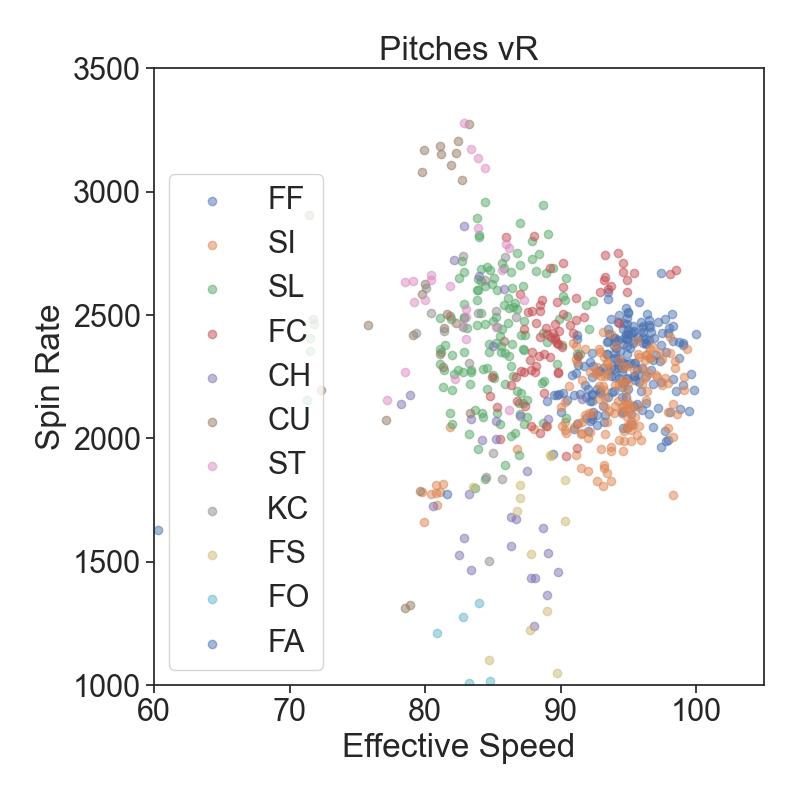 Pitches vR
3500
3000
2500
2000
1500
1000
Spin Rate
FF
SI
SL
FC
CH
CU
ST
KC
FS
FO
FA
60 70 80 90 100
Effective Speed